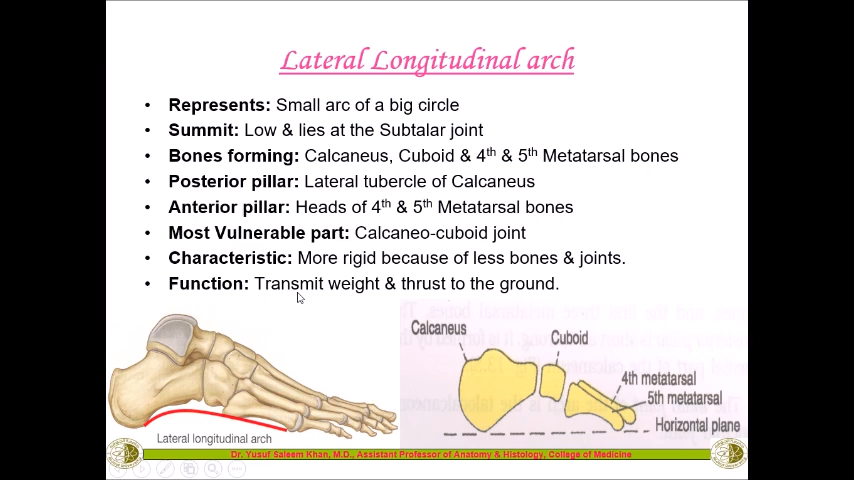 Lateral Longitudinal arch
• Represents: Small arc of a big circle
• Summit: Low & lies at the Subtalar joint
• Bones forming: Calcaneus, Cuboid & 4th & 5th Metatarsal bones
• Posterior pillar: Lateral tubercle of Calcaneus
• Anterior pillar: Heads of 4th & 5th Metatarsal bones
• Most Vulnerable part: Calcaneo-cuboid joint
• Characteristic: More rigid because of less bones & joints.
• Function: Transmit weight & thrust to the ground.
Calcaneus
Cuboid
4th metatarsal
5th metatarsal
Horizontal plane
Lateral longitudinal arch
Dr. Yusuf Saleem Khan, M.D., Assistant Professor of Anatomy & Histology, College of Medicine